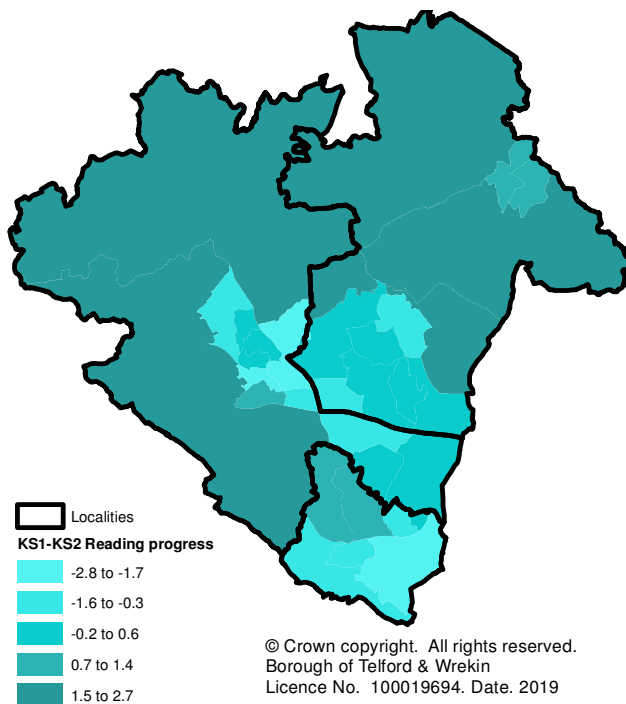 Localities
KS1-KS2 Reading progress
-2.8 to -1.7
-1.6 to -0.3
-0.2 to 0.6
0.7 to 1.4
1.5 to 2.7
© Crown copyright. All rights reserved.
Borough of Telford & Wrekin
Licence No. 100019694. Date. 2019